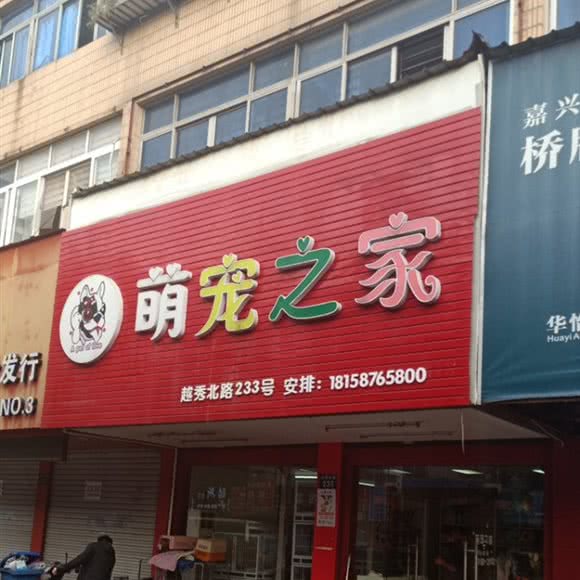 萌宠之家
越秀北路233号 安排：18158765800
发行
NO.3
嘉兴
桥
华怡
Huayi A